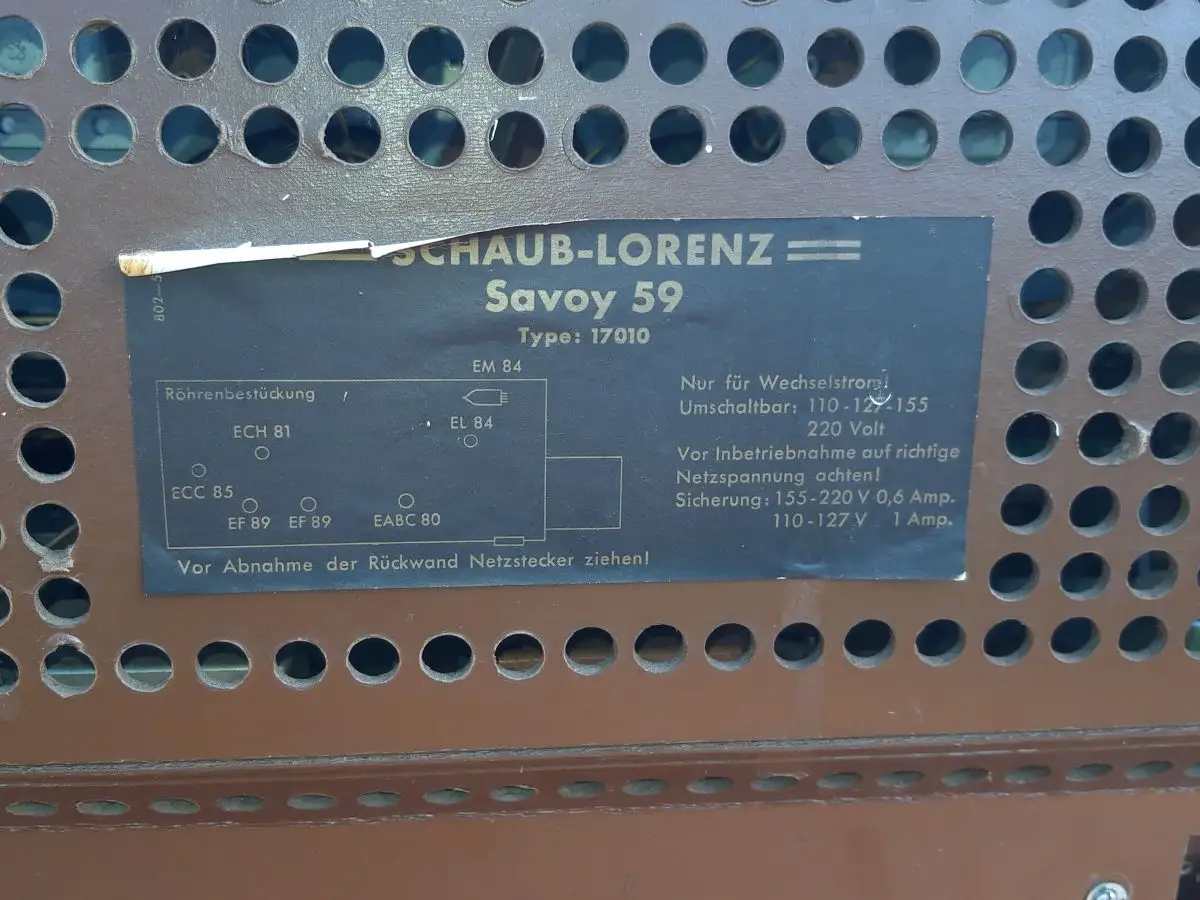 SCHAUB-LORENZ
Savoy 59
Type: 17010
EM 84
Röhrenbestückung
EL 84
ECH 81
ECC 85
EF 89
EF 89
EABC 80
Nur für Wechselstrom!
Umschaltbar: 110-127-155
220 Volt
Vor Inbetriebnahme auf richtige
Netzspannung achten!
Sicherung: 155-220 V 0,6 Amp.
110-127 V 1 Amp.
Vor Abnahme der Rückwand Netzstecker ziehen!